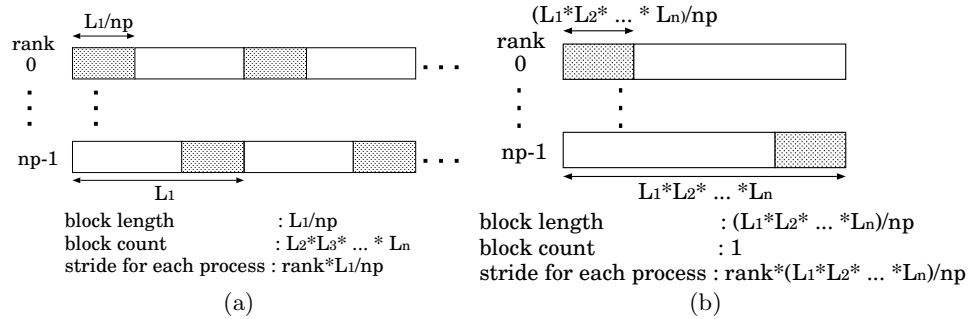 L1/np
rank
0
np-1
L1
block length : L1/np
block count : L2*L3* ... * Ln
stride for each process : rank*L1/np
(a)
(L1*L2* ... * Ln)/np
rank
0
np-1
L1*L2* ... *Ln
block length : (L1*L2* ... *Ln)/np
block count : 1
stride for each process : rank*(L1*L2* ... *Ln)/np
(b)